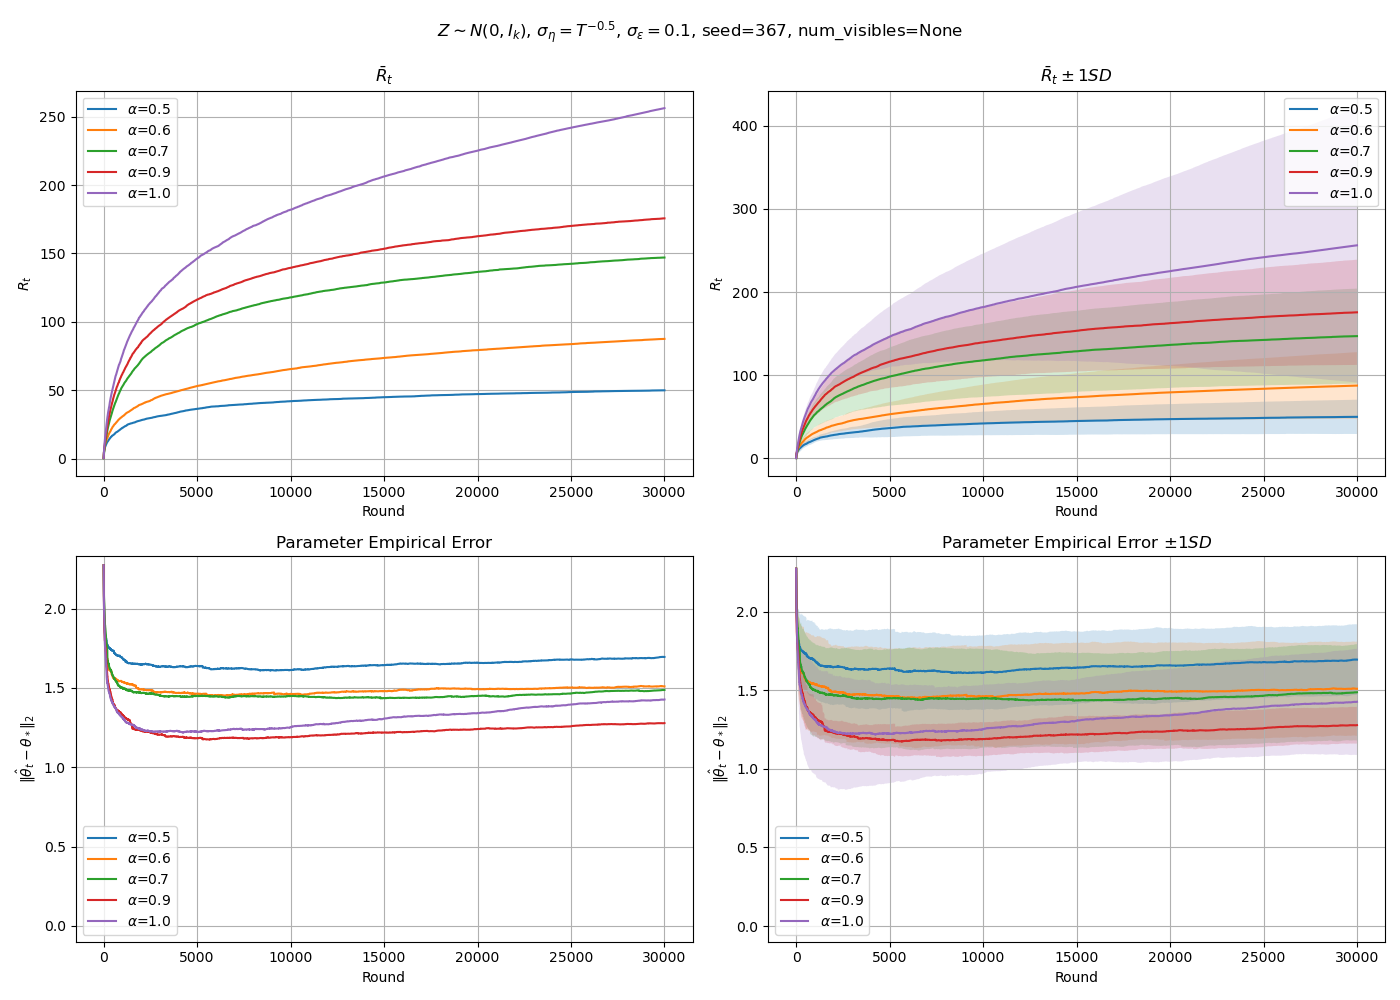 Z ~ N(0, I_k), σ_η = T^{-0.5}, σ_ε = 0.1, seed=367, num_visibles=None
R̄_t
250
200
150
100
50
0
R_t
α=0.5
α=0.6
α=0.7
α=0.9
α=1.0
0 5000 10000 15000 20000 25000 30000
Round
R̄_t ± 1SD
400
300
200
100
0
R_t
α=0.5
α=0.6
α=0.7
α=0.9
α=1.0
0 5000 10000 15000 20000 25000 30000
Round
Parameter Empirical Error
2.0
1.5
1.0
0.5
0.0
‖θ̂_t − θ_*‖_2
α=0.5
α=0.6
α=0.7
α=0.9
α=1.0
0 5000 10000 15000 20000 25000 30000
Round
Parameter Empirical Error ±1SD
2.0
1.5
1.0
0.5
0.0
‖θ̂_t − θ_*‖_2
α=0.5
α=0.6
α=0.7
α=0.9
α=1.0
0 5000 10000 15000 20000 25000 30000
Round